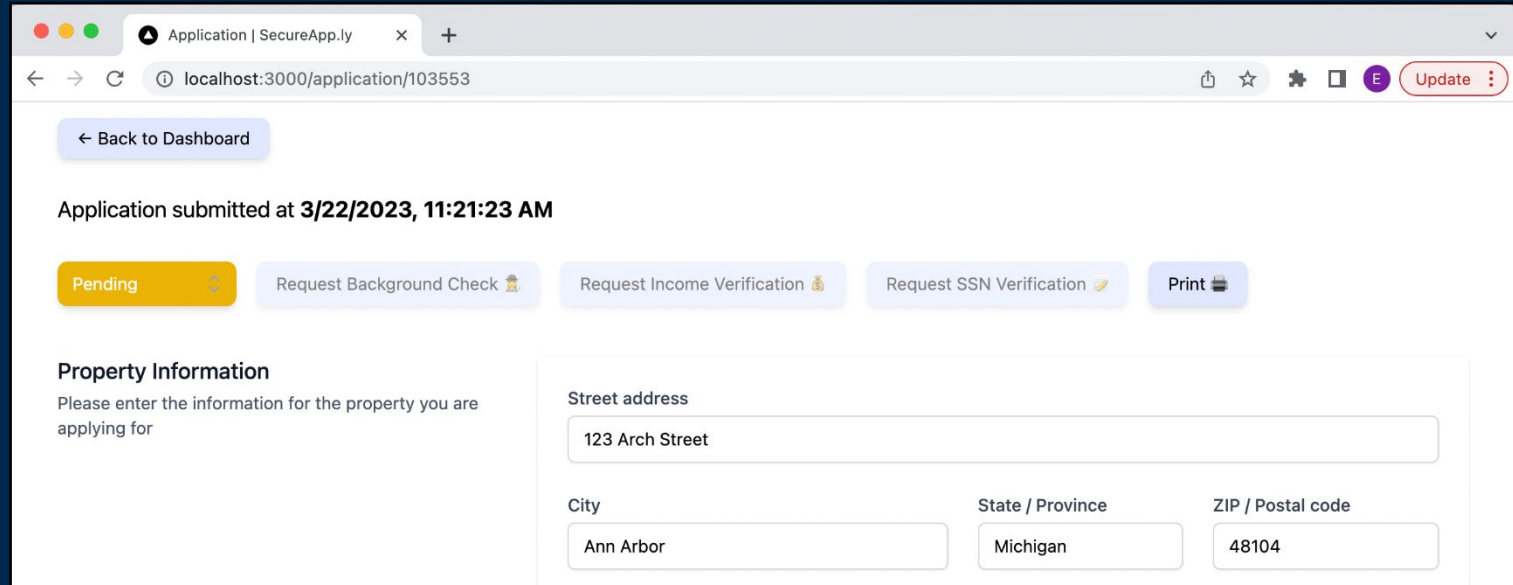 Application | SecureApp.ly
localhost:3000/application/103553
E
Update
← Back to Dashboard
Application submitted at 3/22/2023, 11:21:23 AM
Pending
Request Background Check 🕵️
Request Income Verification 💰
Request SSN Verification 📝
Print 🖨️
Property Information
Please enter the information for the property you are
applying for
Street address
123 Arch Street
City
State / Province
ZIP / Postal code
Ann Arbor
Michigan
48104